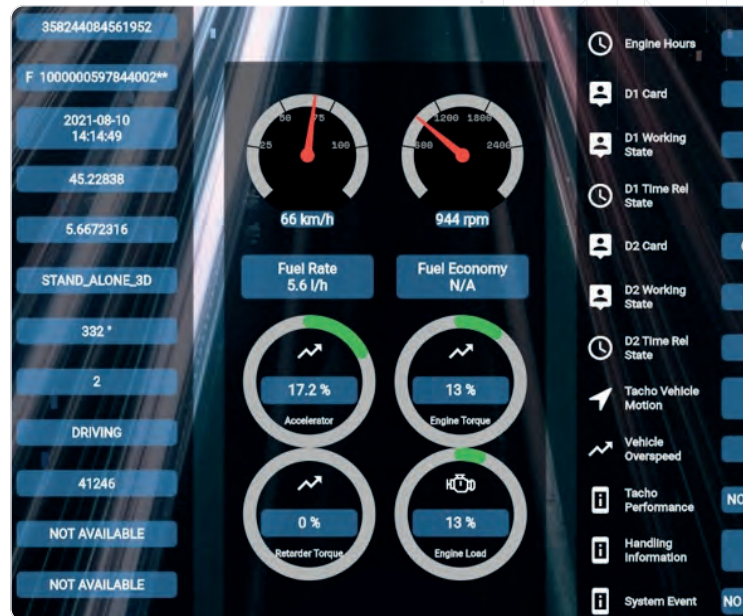 358244084561952
F 1000000597844002**
2021-08-10
14:14:49
45.22838
5.6672316
STAND_ALONE_3D
332 °
2
DRIVING
41246
NOT AVAILABLE
NOT AVAILABLE
25
50
75
100
66 km/h
600
1200
1800
2400
944 rpm
Fuel Rate
5.6 l/h
Fuel Economy
N/A
17.2 %
Accelerator
13 %
Engine Torque
0 %
Retarder Torque
13 %
Engine Load
Engine Hours
D1 Card
D1 Working
State
D1 Time Rel
State
D2 Card
D2 Working
State
D2 Time Rel
State
Tacho Vehicle
Motion
Vehicle
Overspeed
Tacho
Performance
NO
Handling
Information
System Event
NO